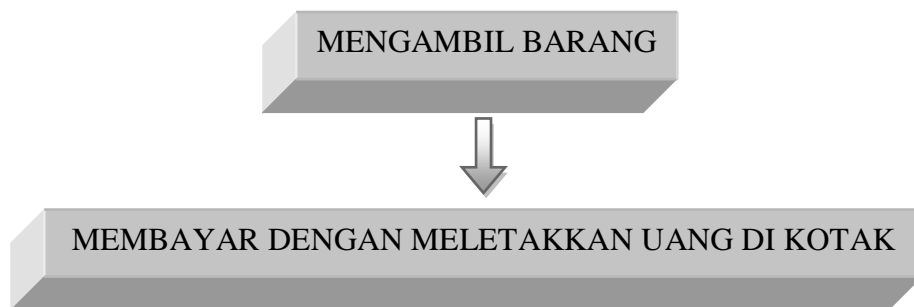 MENGAMBIL BARANG
MEMBAYAR DENGAN MELETAKKAN UANG DI KOTAK